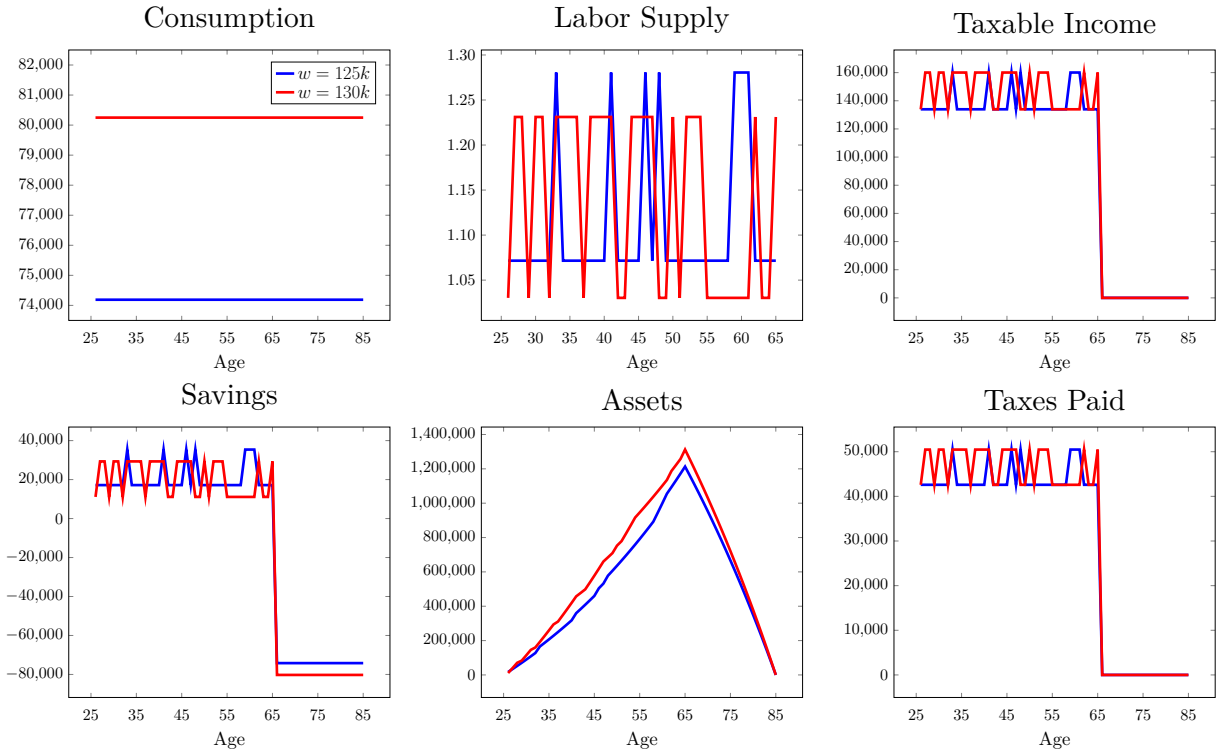 Consumption
82,000
81,000
80,000
79,000
78,000
77,000
76,000
75,000
74,000
25 35 45 55 65 75 85
Age
w = 125k
w = 130k
Labor Supply
1.30
1.25
1.20
1.15
1.10
1.05
25 30 35 40 45 50 55 60 65
Age
Taxable Income
160,000
140,000
120,000
100,000
80,000
60,000
40,000
20,000
0
25 35 45 55 65 75 85
Age
Savings
40,000
20,000
0
−20,000
−40,000
−60,000
−80,000
25 35 45 55 65 75 85
Age
Assets
1,400,000
1,200,000
1,000,000
800,000
600,000
400,000
200,000
0
25 35 45 55 65 75 85
Age
Taxes Paid
50,000
40,000
30,000
20,000
10,000
0
25 35 45 55 65 75 85
Age